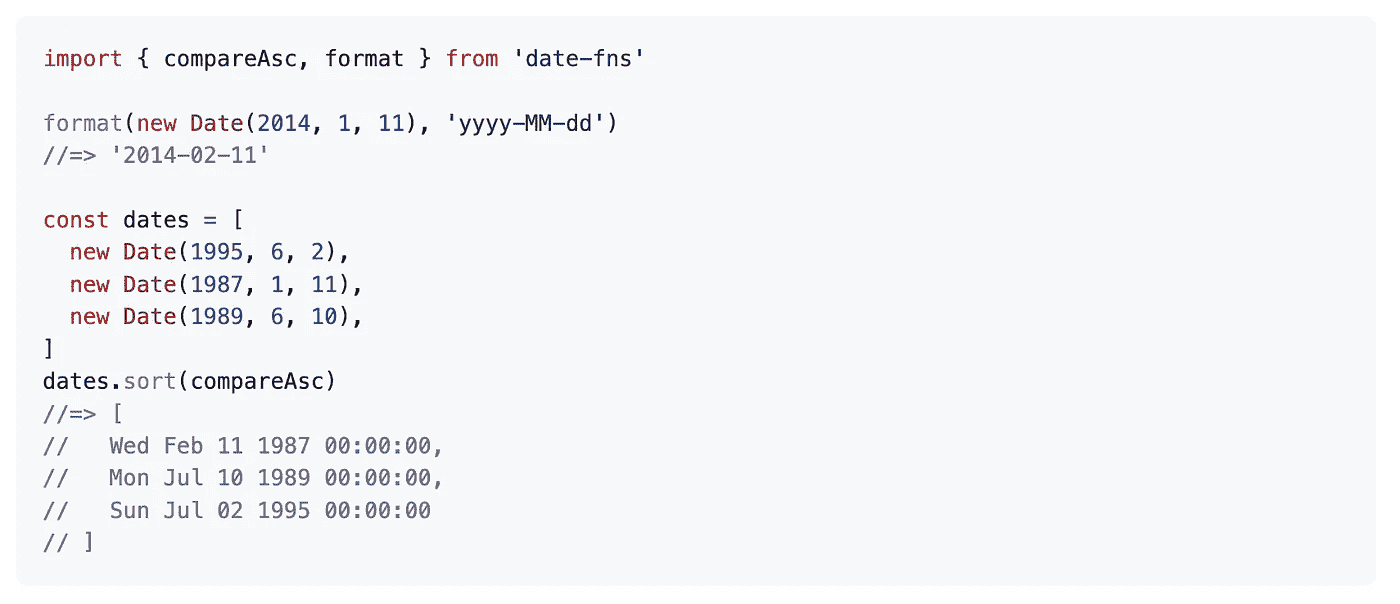 import { compareAsc, format } from 'date-fns'
format(new Date(2014, 1, 11), 'yyyy-MM-dd')
//=> '2014-02-11'
const dates = [
  new Date(1995, 6, 2),
  new Date(1987, 1, 11),
  new Date(1989, 6, 10),
]
dates.sort(compareAsc)
//=> [
//   Wed Feb 11 1987 00:00:00,
//   Mon Jul 10 1989 00:00:00,
//   Sun Jul 02 1995 00:00:00
// ]